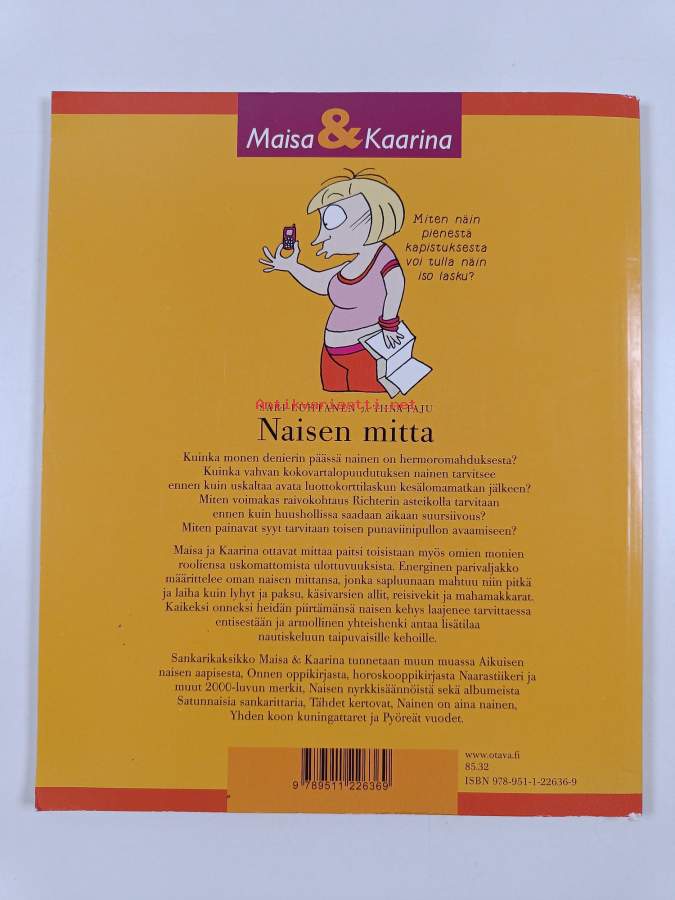 Maisa & Kaarina
Miten näin
pienestä
kapistuksesta
voi tulla näin
iso lasku?
Antikvariaatti.net
SARI LUHTANEN ja TIINA PAJU
Naisen mitta
Kuinka monen denierin päässä nainen on hermoromahduksesta?
Kuinka vahvan kokovartalopuudutuksen nainen tarvitsee
ennen kuin uskaltaa avata luottokorttilaskun kesälomamatkan jälkeen?
Miten voimakas raivokohtaus Richterin asteikolla tarvitaan
ennen kuin huushollissa saadaan aikaan suursiivous?
Miten painavat syyt tarvitaan toisen punaviinipullon avaamiseen?
Maisa ja Kaarina ottavat mittaa paitsi toisistaan myös omien monien
rooliensa uskomattomista ulottuvuuksista. Energinen parivaljakko
määrittelee oman naisen mittansa, jonka sapluunaan mahtuu niin pitkä
ja laiha kuin lyhyt ja paksu, käsivarsien allit, reisivekit ja mahamakkarat.
Kaikeksi onneksi heidän piirtämänsä naisen kehys laajenee tarvittaessa
entisestään ja armollinen yhteishenki antaa lisätilaa
nautiskeluun taipuvaisille kehoille.
Sankarikaksikko Maisa & Kaarina tunnetaan muun muassa Aikuisen
naisen aapisesta, Onnen oppikirjasta, horoskooppikirjasta Naarastiikeri ja
muut 2000-luvun merkit, Naisen nyrkkisäännöistä sekä albumeista
Satunnaisia sankarittaria, Tähdet kertovat, Nainen on aina nainen,
Yhden koon kuningattaret ja Pyöreät vuodet.
www.otava.fi
85.32
ISBN 978-951-1-22636-9
9 789511 226369